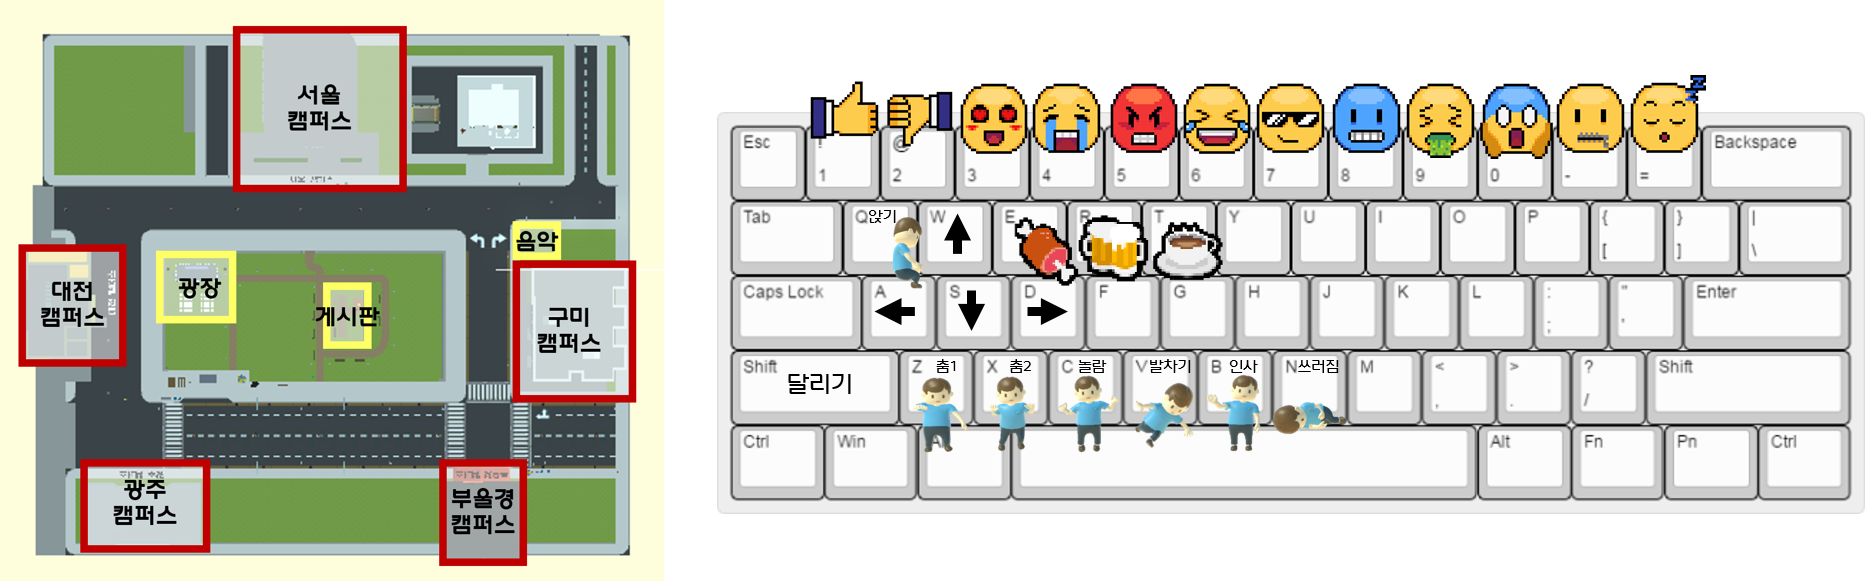 서울
캠퍼스
음악
대전
캠퍼스
광장
게시판
구미
캠퍼스
광주
캠퍼스
부울경
캠퍼스
Esc
!
1
@
2
3
4
5
6
7
8
9
0
-
=
Backspace
Tab
Q 앉기
W
E
R
T
Y
U
I
O
P
{
[
}
]
|
\
Caps Lock
A
S
D
F
G
H
J
K
L
:
;
"
'
Enter
Shift
달리기
Z 춤1
X 춤2
C 놀람
V 발차기
B 인사
N 쓰러짐
M
<
,
>
.
?
/
Shift
Ctrl
Win
Alt
Fn
Pn
Ctrl